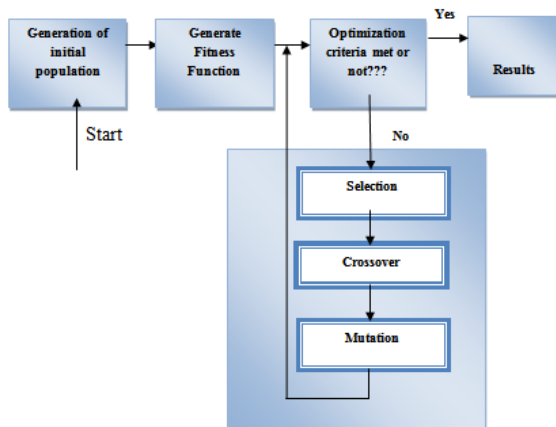 Generation of
initial
population
Generate
Fitness
Function
Optimization
criteria met or
not???
Yes
Results
Start
No
Selection
Crossover
Mutation